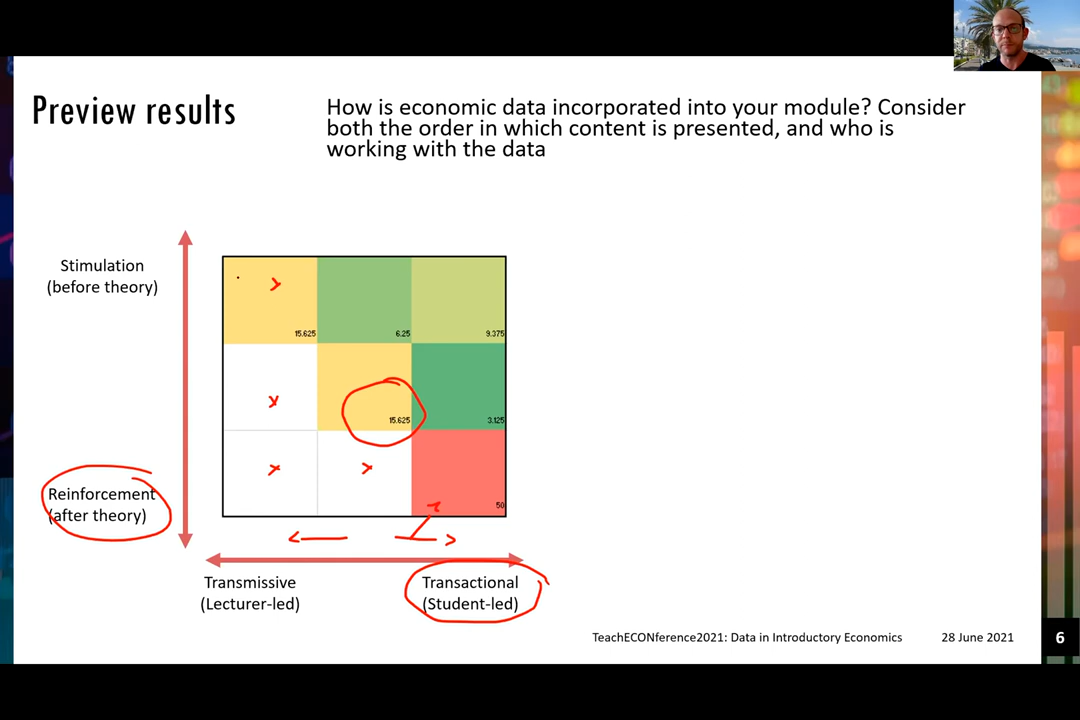 Preview results
How is economic data incorporated into your module? Consider
both the order in which content is presented, and who is
working with the data
Stimulation
(before theory)
15.625
6.25
9.375
15.625
3.125
Reinforcement
(after theory)
50
Transmissive
(Lecturer-led)
Transactional
(Student-led)
TeachECONference2021: Data in Introductory Economics
28 June 2021
6